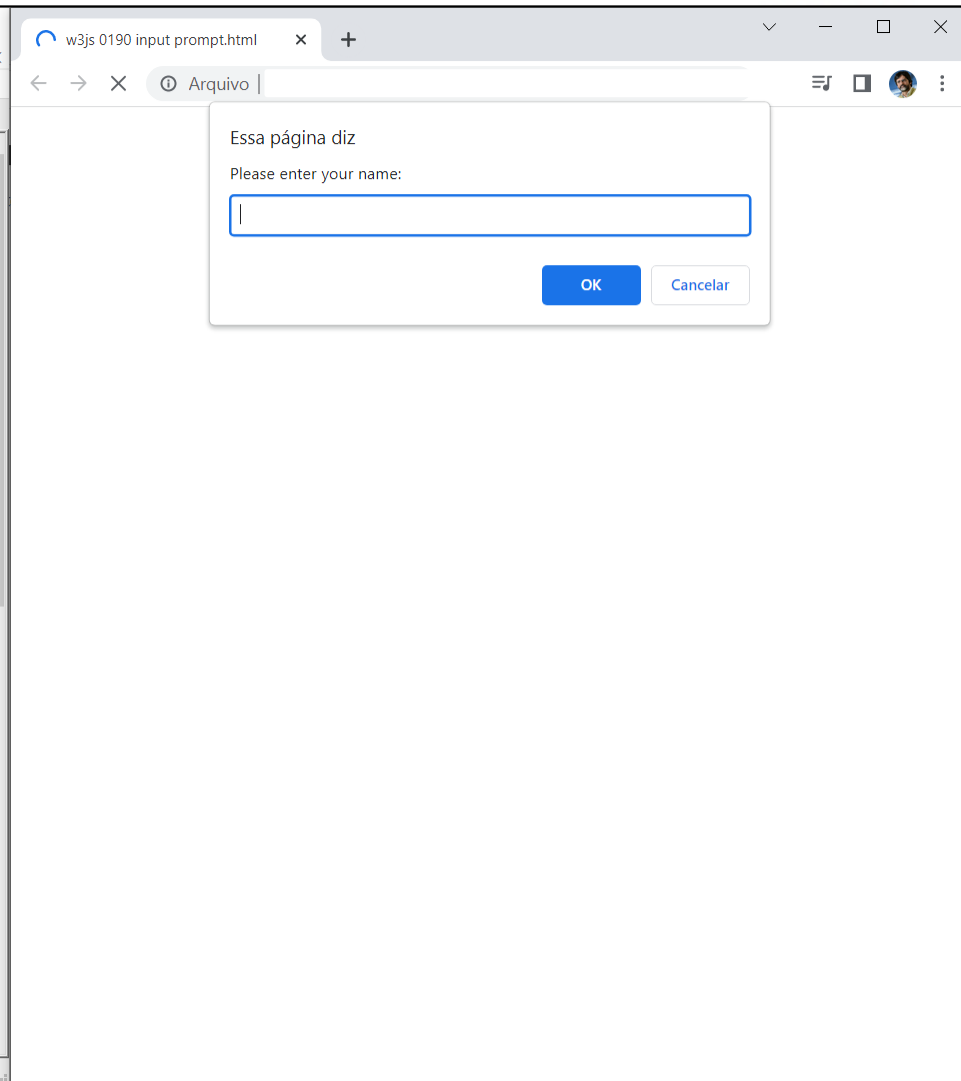 w3js 0190 input prompt.html
Arquivo
Essa página diz
Please enter your name:
OK
Cancelar